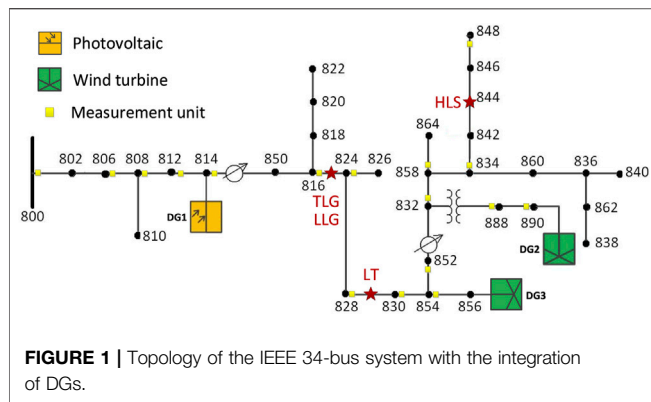 Photovoltaic
Wind turbine
Measurement unit
848
846
844
HLS
842
834
822
820
818
864
858
860
836
840
862
838
800
802
806
808
812
814
850
816
824
826
TLG
LLG
DG1
810
832
888
890
DG2
852
LT
828
830
854
856
DG3
FIGURE 1 | Topology of the IEEE 34-bus system with the integration
of DGs.